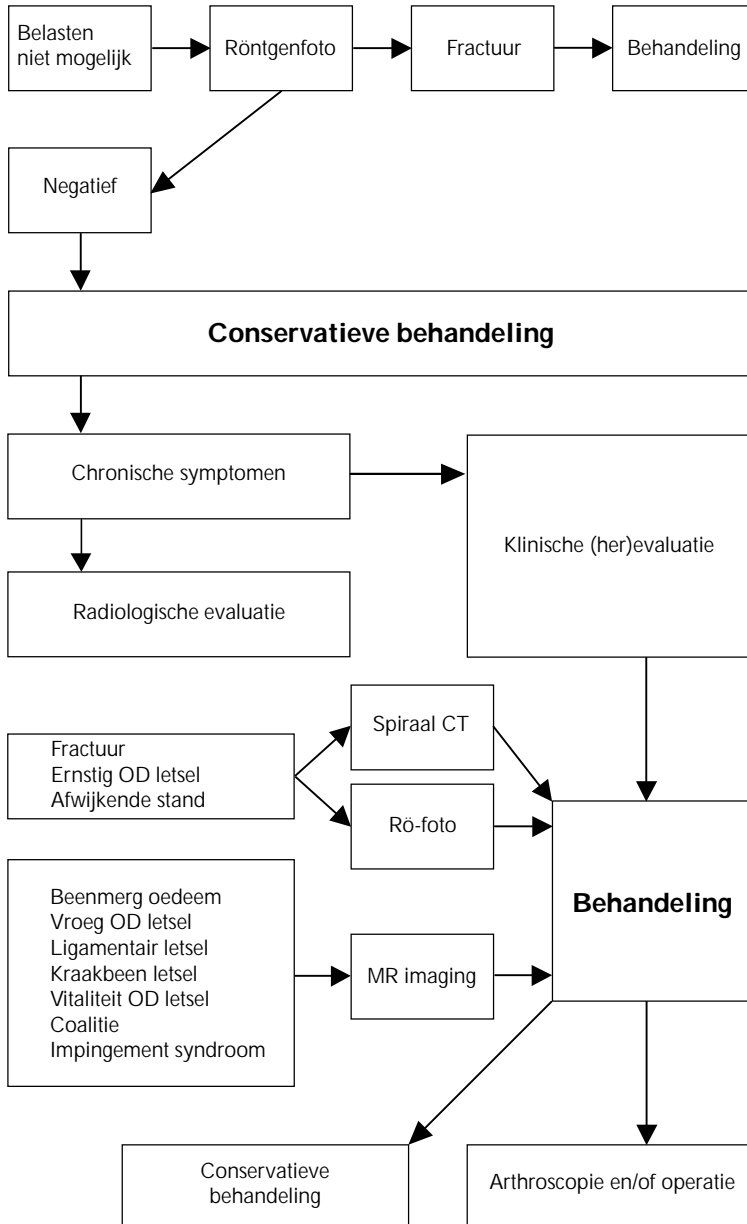 Belasten
niet mogelijk
Röntgenfoto
Fractuur
Behandeling
Negatief
Conservatieve behandeling
Chronische symptomen
Klinische (her)evaluatie
Radiologische evaluatie
Spiraal CT
Fractuur
Ernstig OD letsel
Afwijkende stand
Rö-foto
Behandeling
Beenmerg oedeem
Vroeg OD letsel
Ligamentair letsel
Kraakbeen letsel
Vitaliteit OD letsel
Coalitie
Impingement syndroom
MR imaging
Conservatieve
behandeling
Arthroscopie en/of operatie